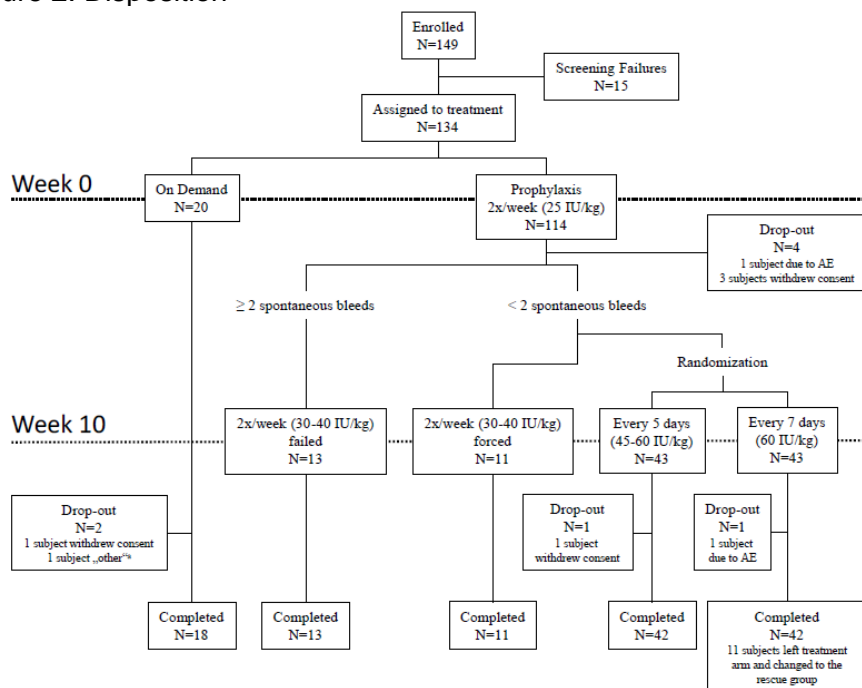 Enrolled
N=149
Screening Failures
N=15
Assigned to treatment
N=134
Week 0
On Demand
N=20
Prophylaxis
2x/week (25 IU/kg)
N=114
Drop-out
N=4
1 subject due to AE
3 subjects withdrew consent
≥ 2 spontaneous bleeds
< 2 spontaneous bleeds
Randomization
Week 10
2x/week (30-40 IU/kg)
failed
N=13
2x/week (30-40 IU/kg)
forced
N=11
Every 5 days
(45-60 IU/kg)
N=43
Every 7 days
(60 IU/kg)
N=43
Drop-out
N=2
1 subject withdrew consent
1 subject „other“*
Drop-out
N=1
1 subject
withdrew consent
Drop-out
N=1
1 subject
due to AE
Completed
N=18
Completed
N=13
Completed
N=11
Completed
N=42
Completed
N=42
11 subjects left treatment
arm and changed to the
rescue group